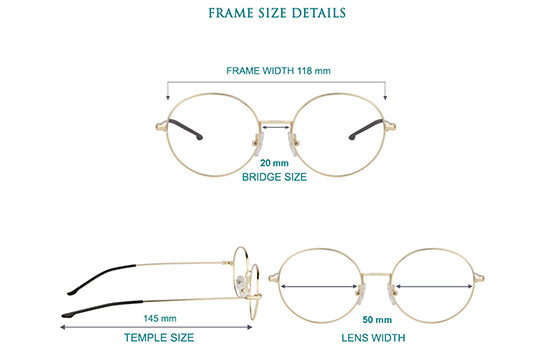 FRAME SIZE DETAILS
FRAME WIDTH 118 mm
20 mm
BRIDGE SIZE
145 mm
TEMPLE SIZE
50 mm
LENS WIDTH